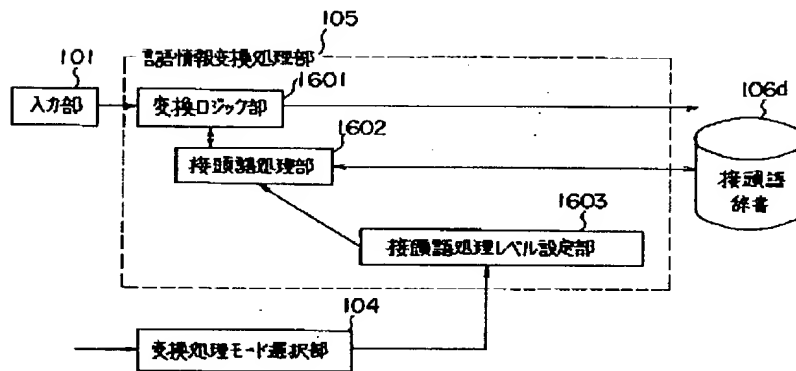 105
言語情報変換処理部
101
1601
入力部
変換ロジック部
106d
1602
接頭語処理部
接頭語
辞書
1603
接頭語処理レベル設定部
104
変換処理モード選択部